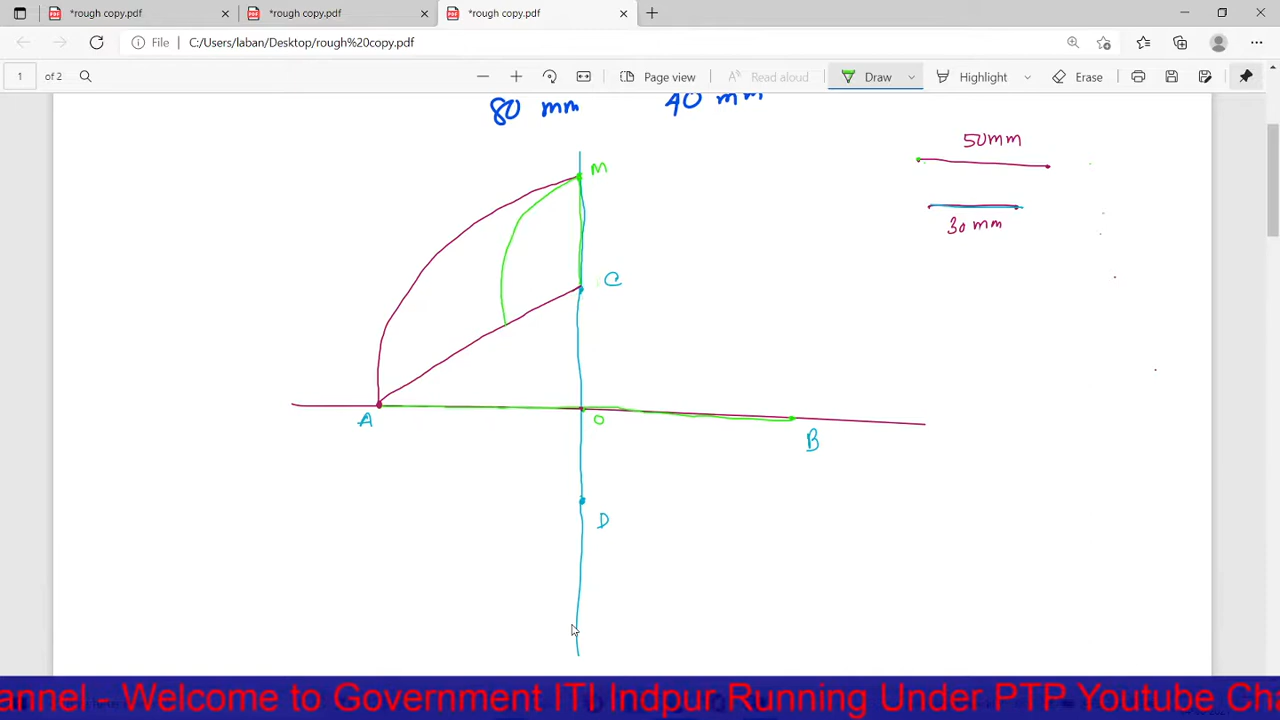 *rough copy.pdf
*rough copy.pdf
*rough copy.pdf
File C:/Users/laban/Desktop/rough%20copy.pdf
1 of 2
Page view
Read aloud
Draw
Highlight
Erase
80 mm 40 mm
50mm
M
30 mm
C
A
O
B
D
annel - Welcome to Government ITI Indpur Running Under PTP Youtube Cha